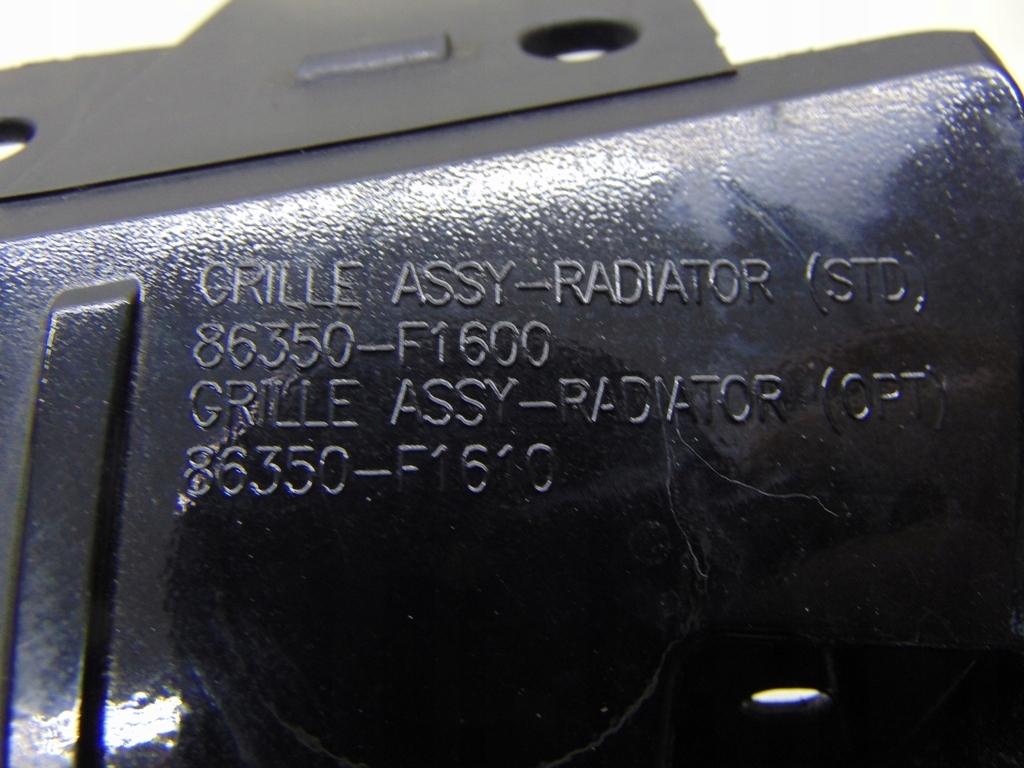 GRILLE ASSY-RADIATOR (STD)
86350-F1600
GRILLE ASSY-RADIATOR (OPT)
86350-F1610